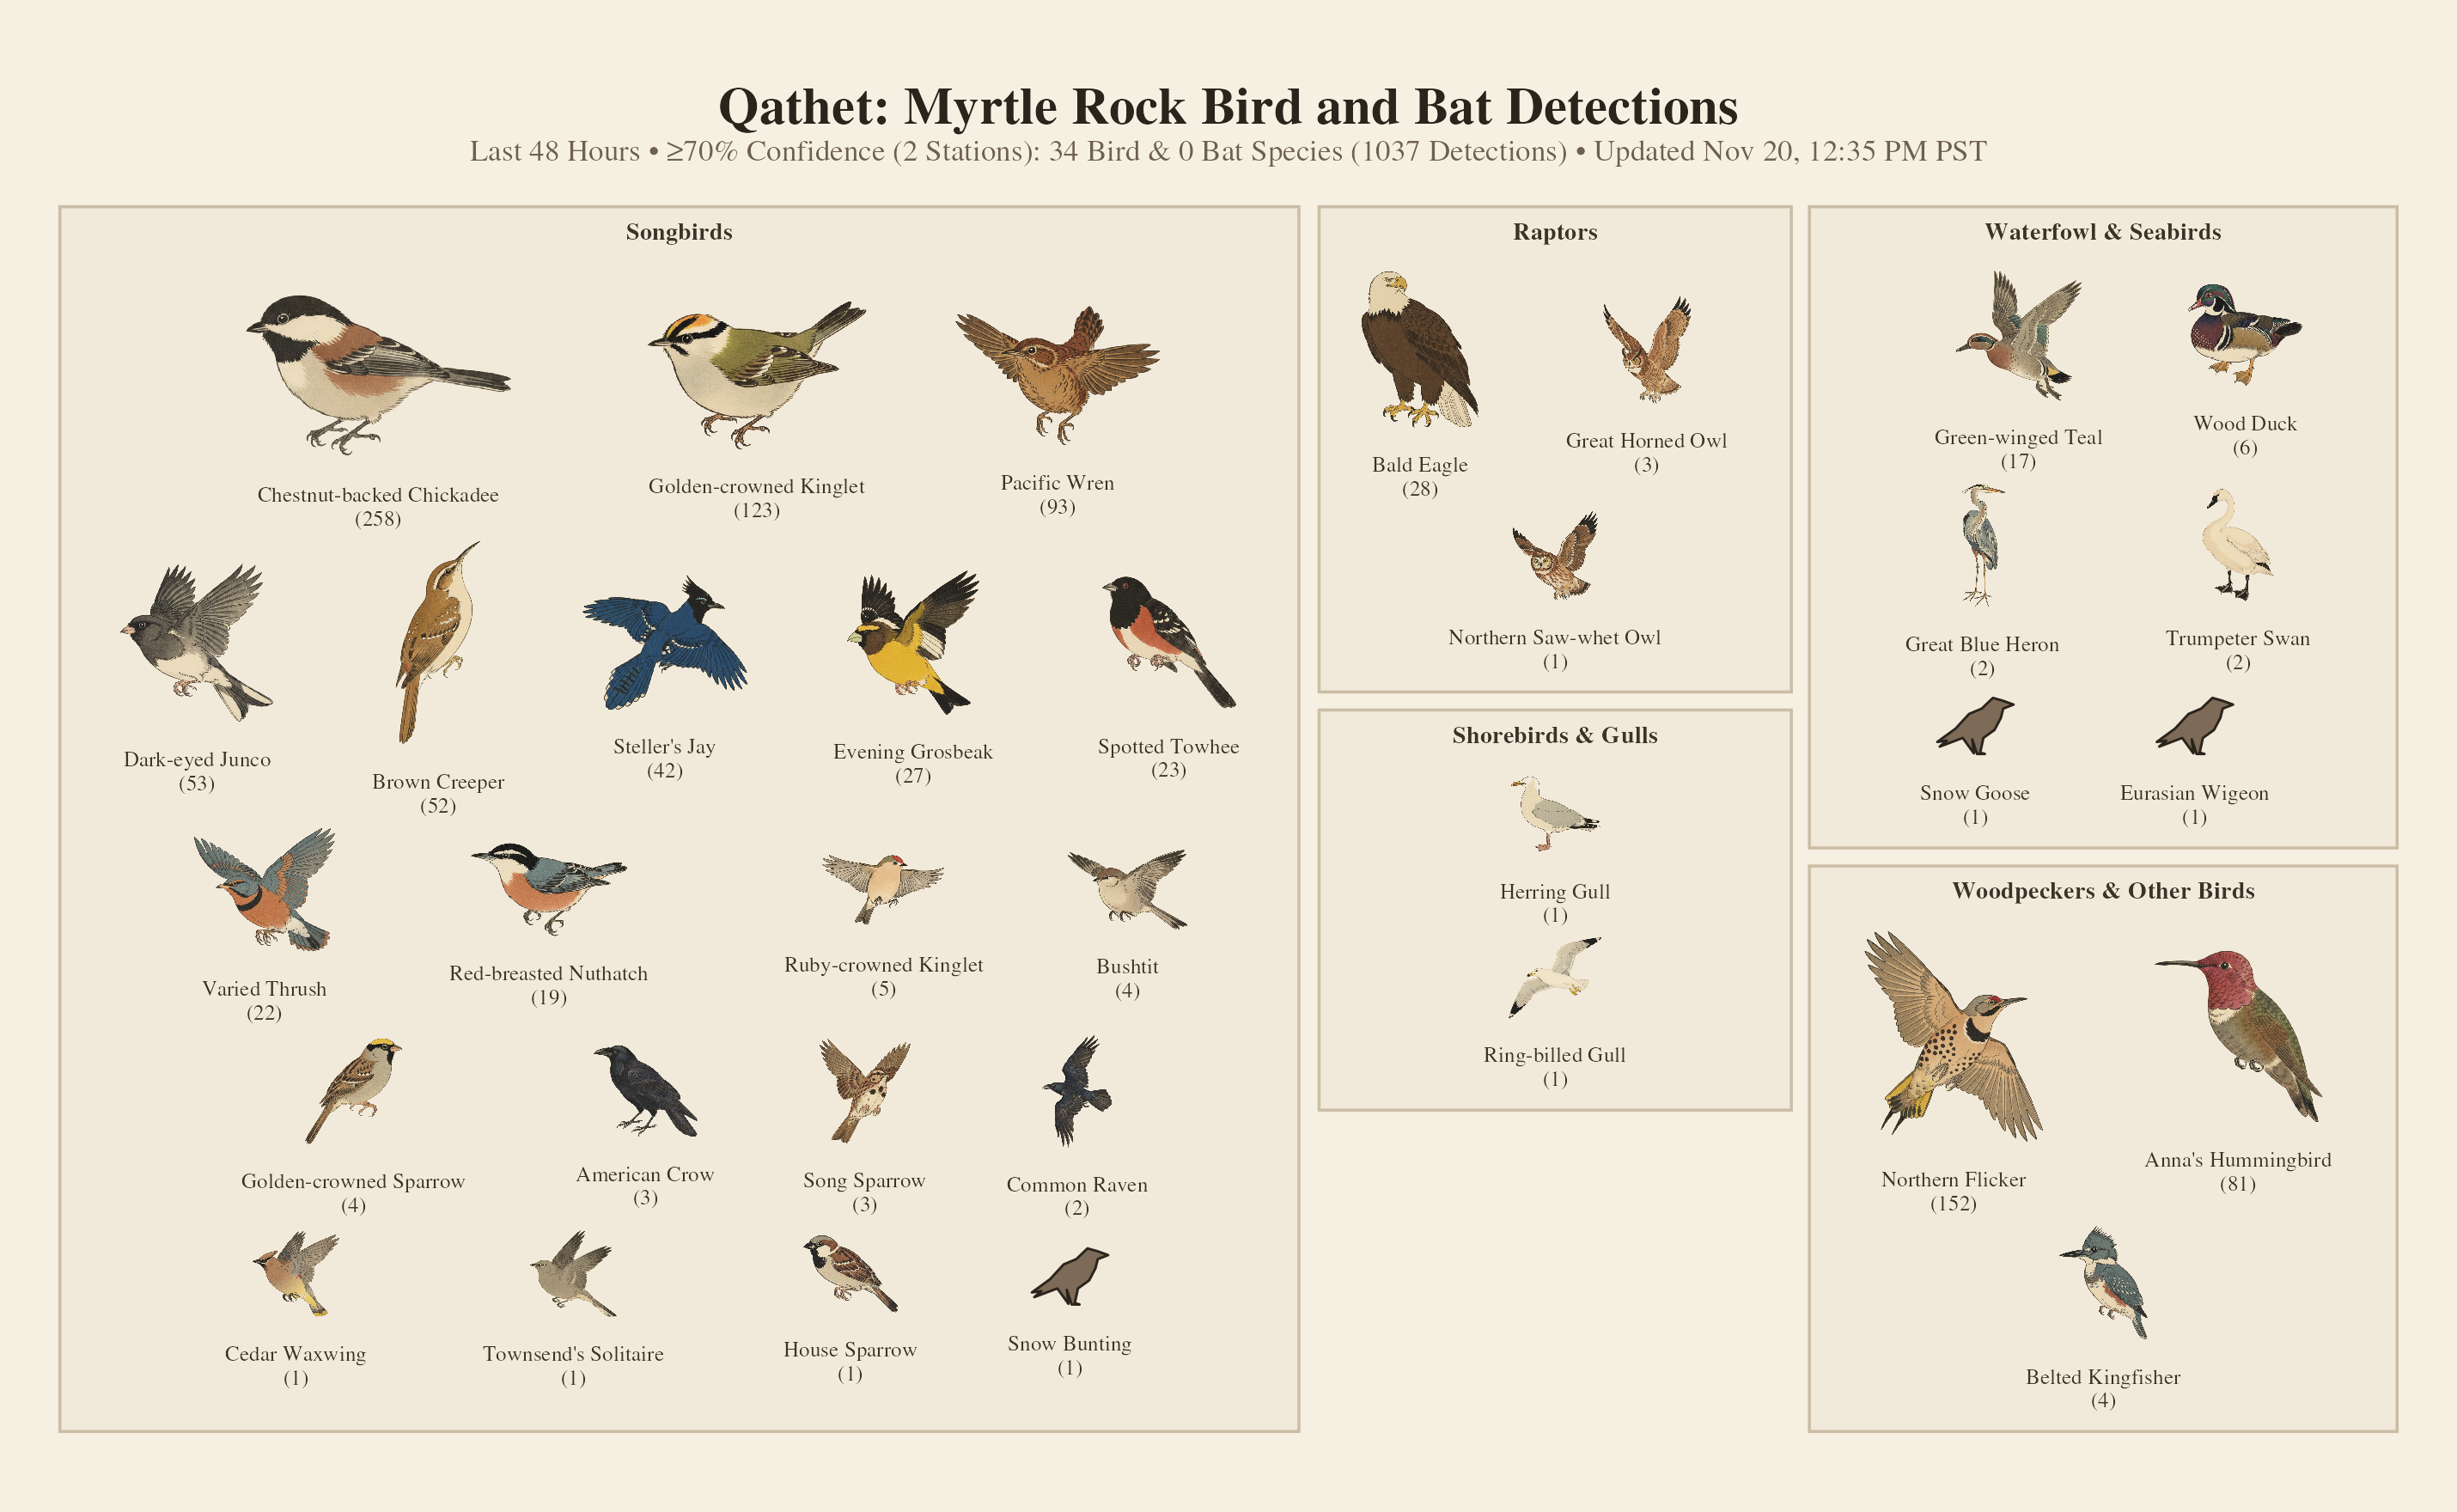 Qathet: Myrtle Rock Bird and Bat Detections
Last 48 Hours • ≥70% Confidence (2 Stations): 34 Bird & 0 Bat Species (1037 Detections) • Updated Nov 20, 12:35 PM PST
Songbirds
Chestnut-backed Chickadee
(258)
Golden-crowned Kinglet
(123)
Pacific Wren
(93)
Dark-eyed Junco
(53)
Brown Creeper
(52)
Steller's Jay
(42)
Evening Grosbeak
(27)
Spotted Towhee
(23)
Varied Thrush
(22)
Red-breasted Nuthatch
(19)
Ruby-crowned Kinglet
(5)
Bushtit
(4)
Golden-crowned Sparrow
(4)
American Crow
(3)
Song Sparrow
(3)
Common Raven
(2)
Cedar Waxwing
(1)
Townsend's Solitaire
(1)
House Sparrow
(1)
Snow Bunting
(1)
Raptors
Bald Eagle
(28)
Great Horned Owl
(3)
Northern Saw-whet Owl
(1)
Shorebirds & Gulls
Herring Gull
(1)
Ring-billed Gull
(1)
Waterfowl & Seabirds
Green-winged Teal
(17)
Wood Duck
(6)
Great Blue Heron
(2)
Trumpeter Swan
(2)
Snow Goose
(1)
Eurasian Wigeon
(1)
Woodpeckers & Other Birds
Northern Flicker
(152)
Anna's Hummingbird
(81)
Belted Kingfisher
(4)